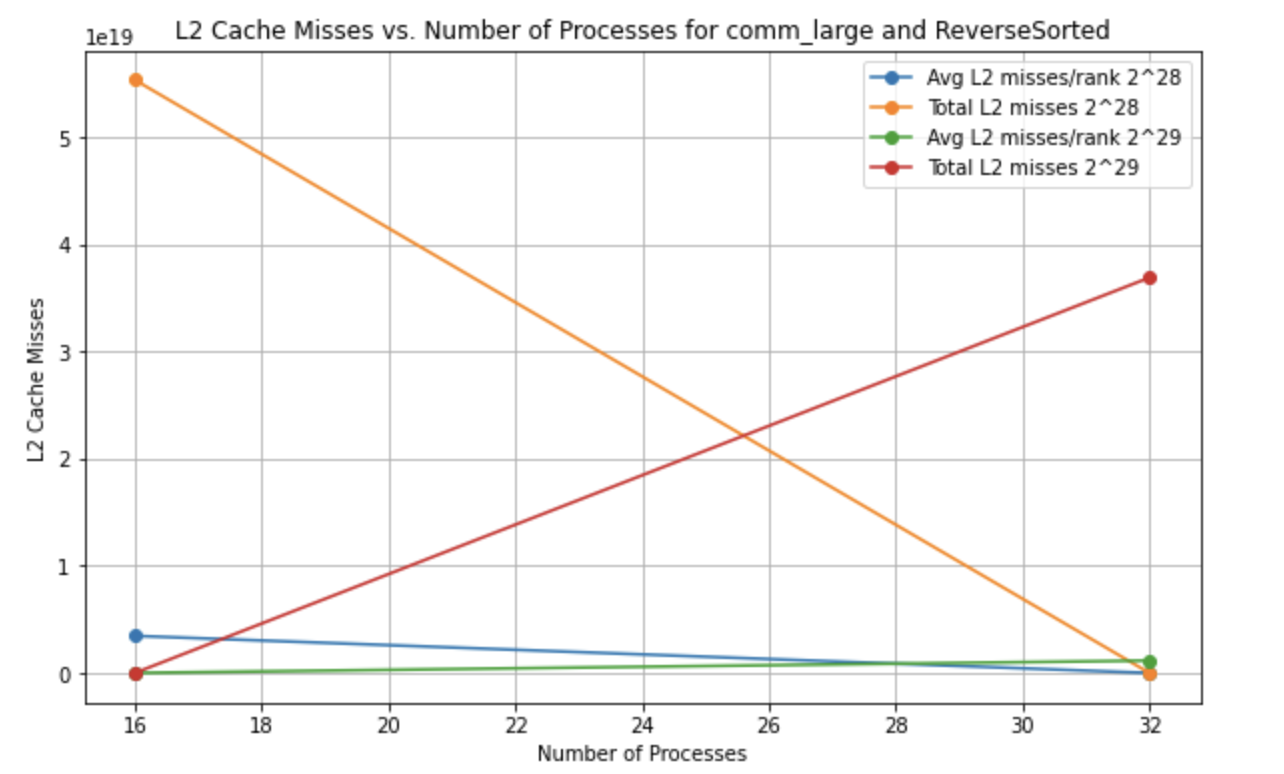 L2 Cache Misses vs. Number of Processes for comm_large and ReverseSorted
1e19
Avg L2 misses/rank 2^28
Total L2 misses 2^28
Avg L2 misses/rank 2^29
Total L2 misses 2^29
5
4
3
2
1
0
L2 Cache Misses
16 18 20 22 24 26 28 30 32
Number of Processes